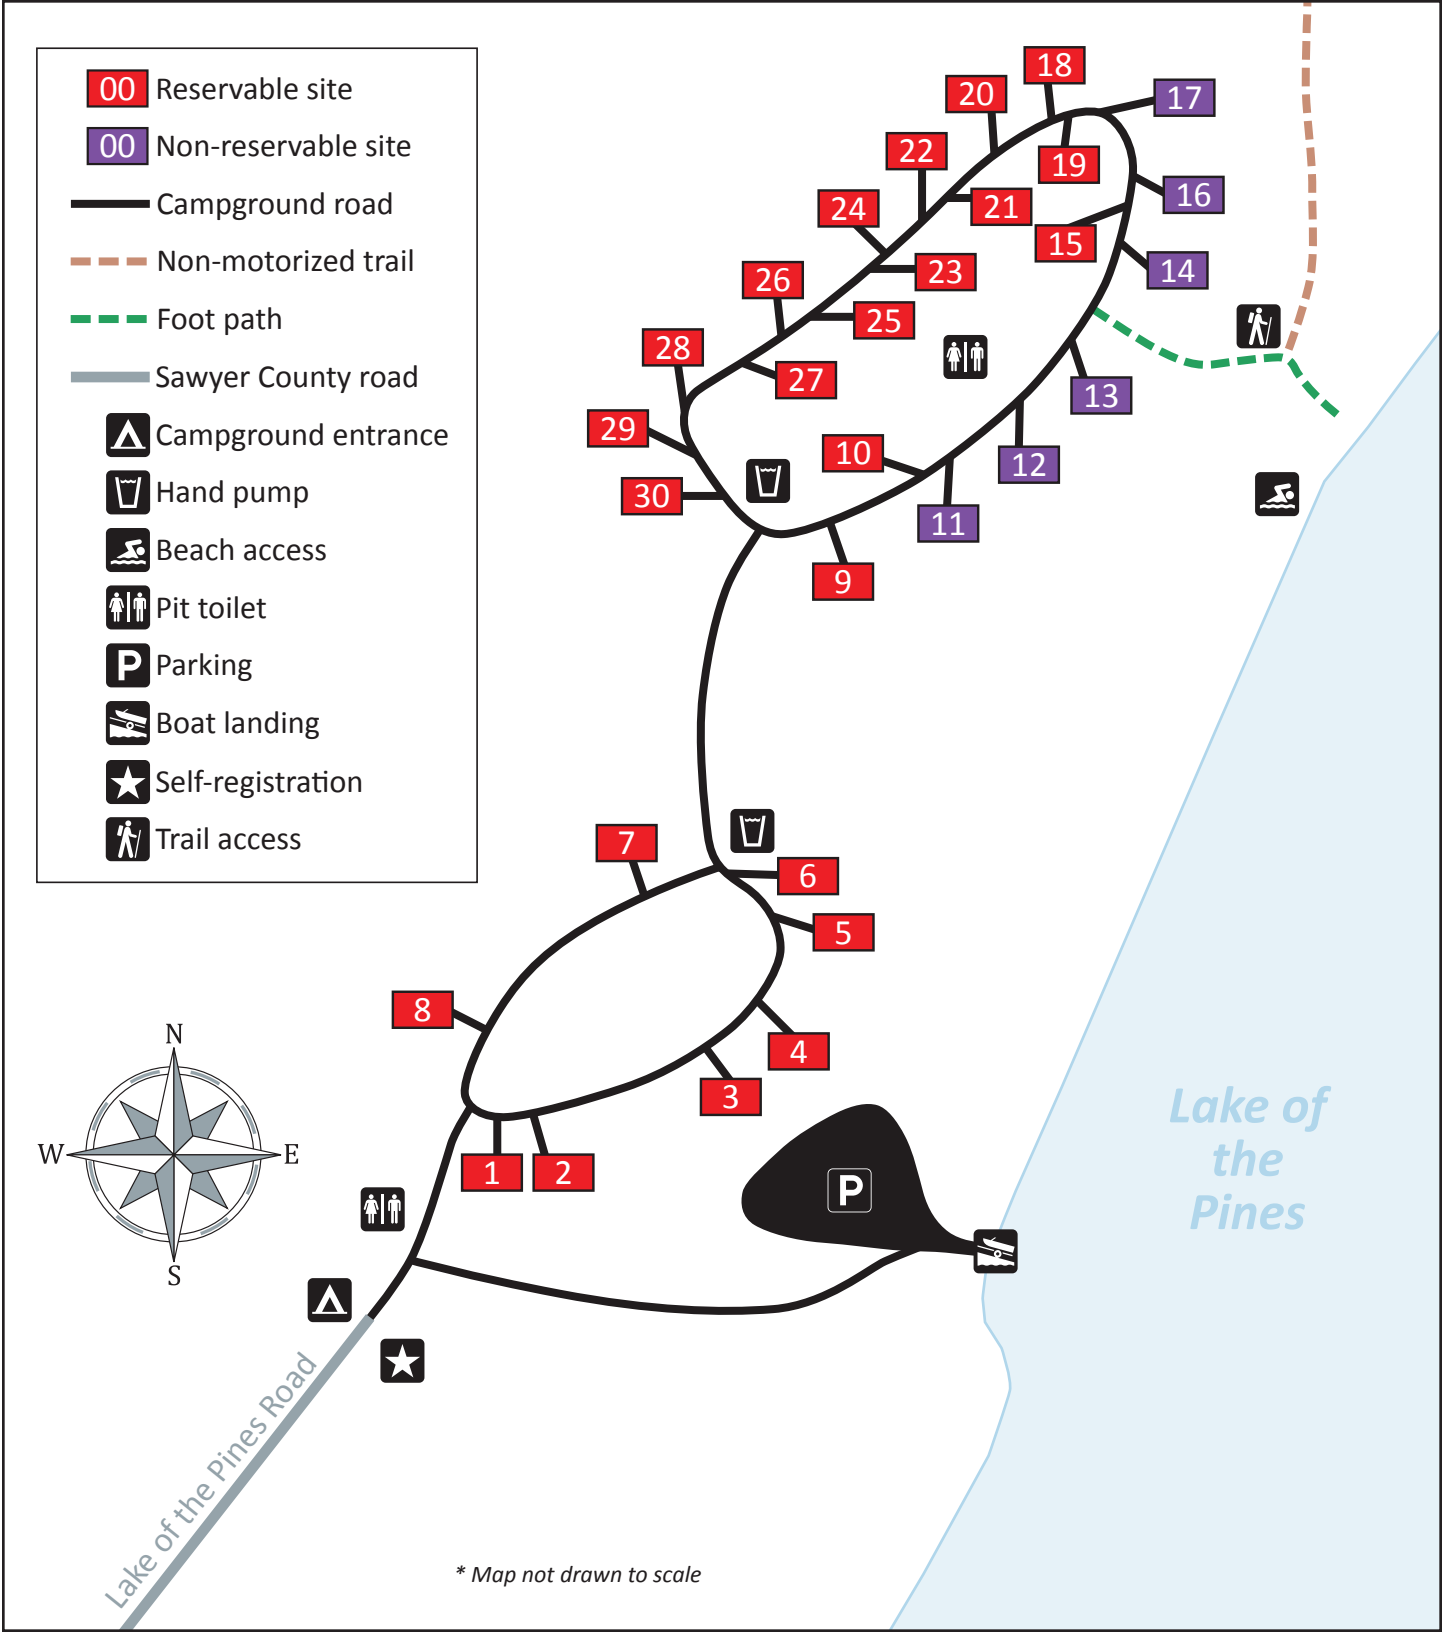 00 Reservable site
00 Non-reservable site
Campground road
Non-motorized trail
Foot path
Sawyer County road
Campground entrance
Hand pump
Beach access
Pit toilet
P Parking
Boat landing
Self-registration
Trail access
18
20
17
22
19
16
24
21
15
23
14
26
25
28
27
13
29
10
12
30
11
9
7
6
5
8
4
3
1
2
N
W
E
S
P
Lake of
the
Pines
Lake of the Pines Road
* Map not drawn to scale